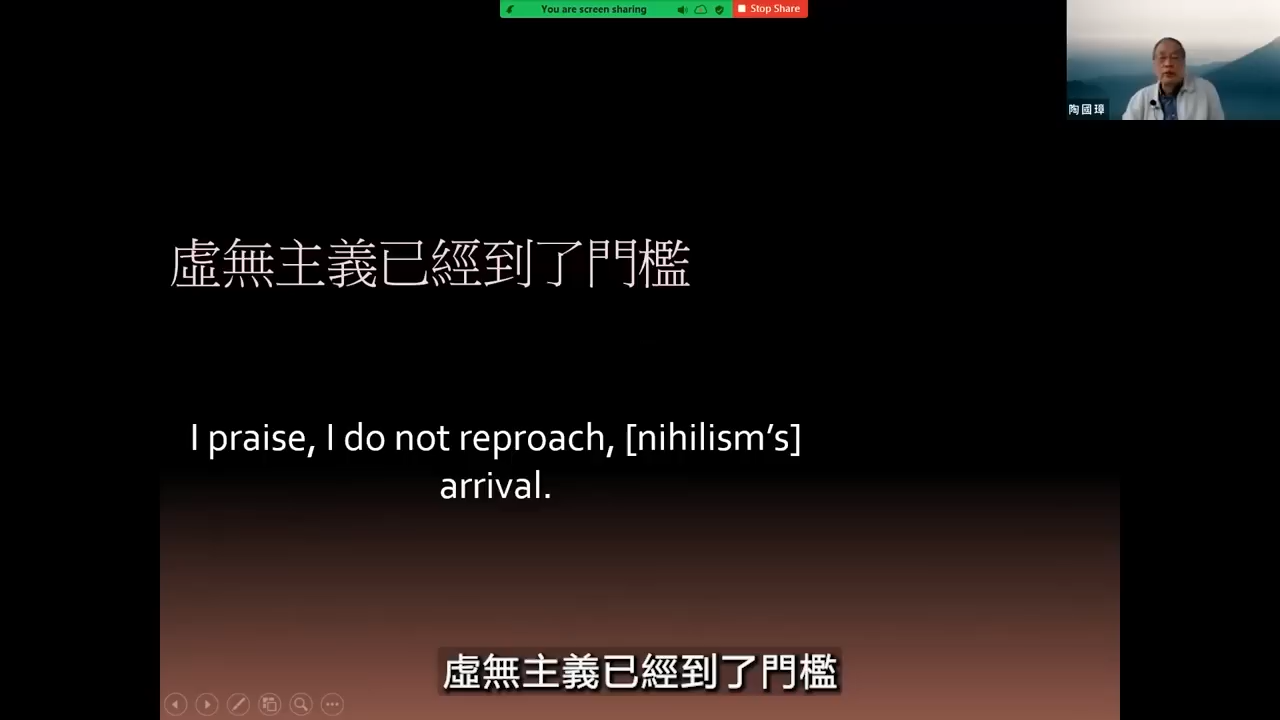 You are screen sharing
Stop Share
陶國璋
虛無主義已經到了門檻
I praise, I do not reproach, [nihilism’s]
arrival.
虛無主義已經到了門檻